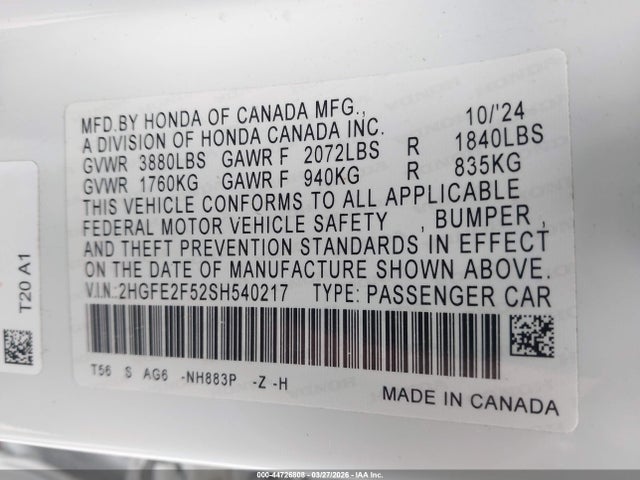 MFD.BY HONDA OF CANADA MFG., 10/'24
A DIVISION OF HONDA CANADA INC.
GVWR 3880LBS GAWR F 2072LBS R 1840LBS
GVWR 1760KG GAWR F 940KG R 835KG
THIS VEHICLE CONFORMS TO ALL APPLICABLE
FEDERAL MOTOR VEHICLE SAFETY , BUMPER ,
AND THEFT PREVENTION STANDARDS IN EFFECT
ON THE DATE OF MANUFACTURE SHOWN ABOVE.
V.I.N.:2HGFE2F52SH540217 TYPE: PASSENGER CAR
T56 S AG6 -NH883P -Z -H
MADE IN CANADA
T20 A1
000-44726808 - 03/27/2026 - IAA Inc.